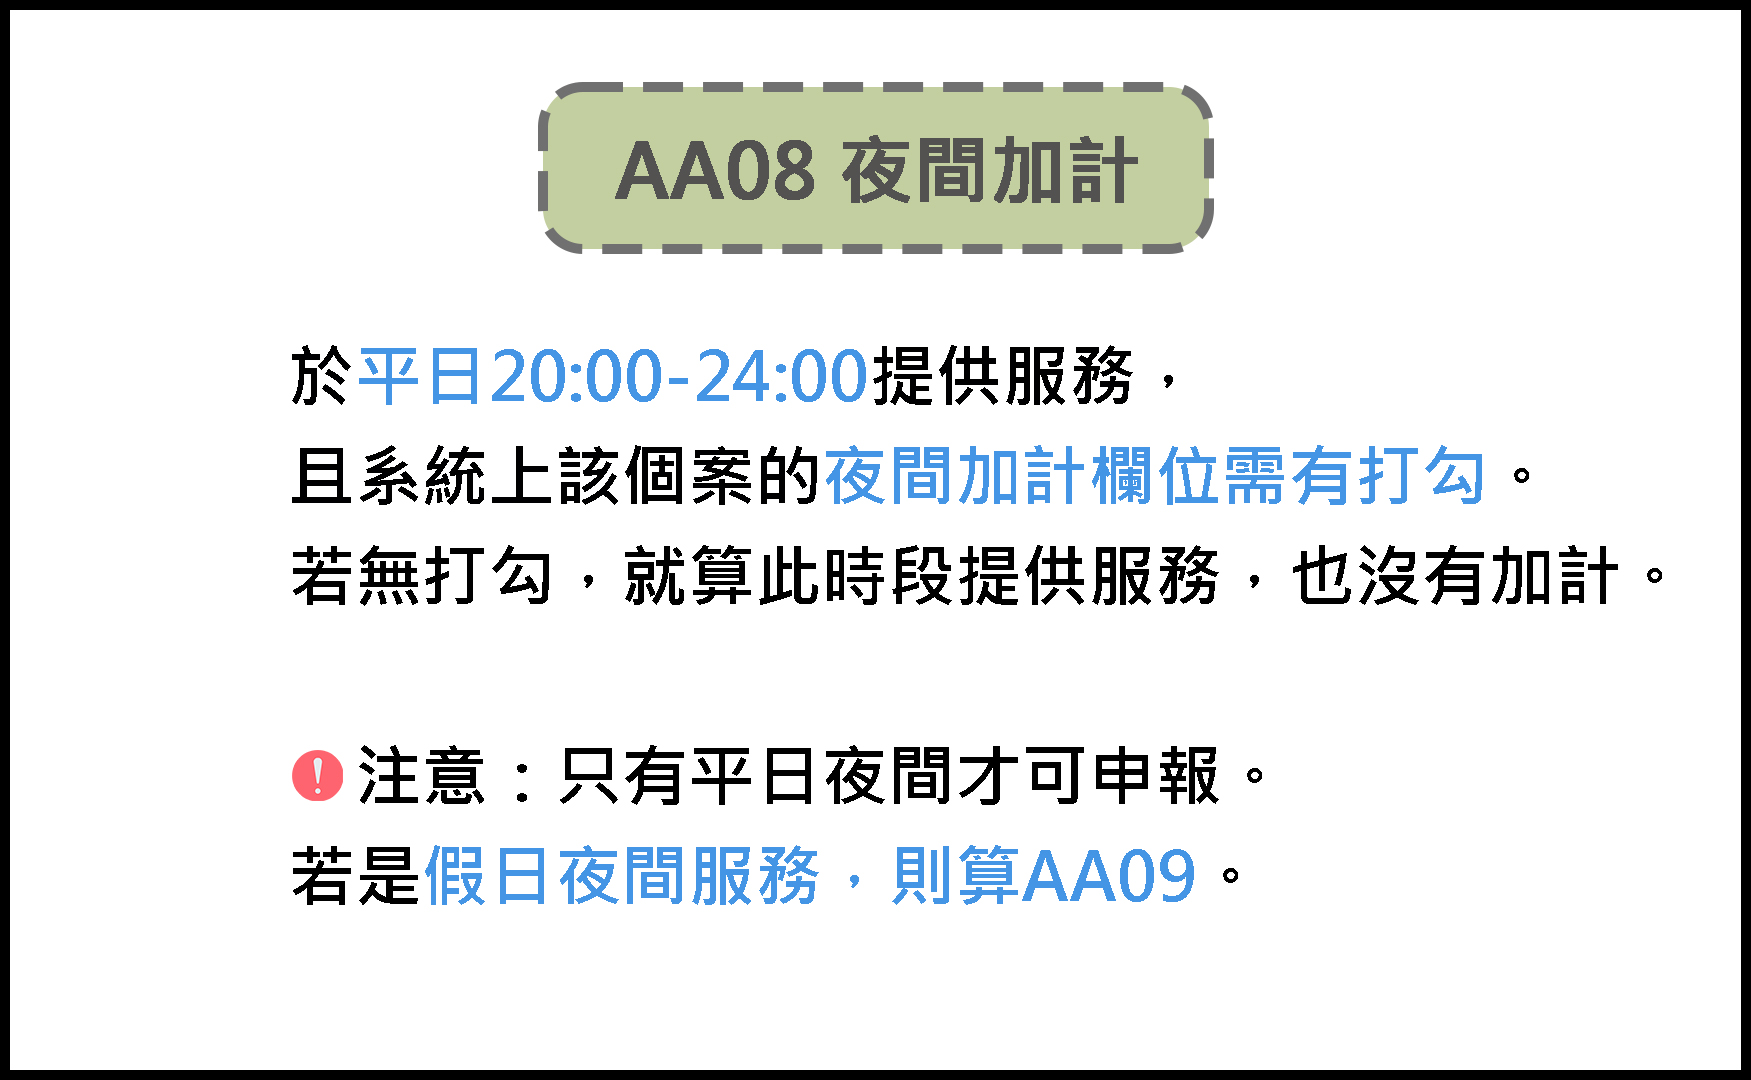 AA08 夜間加計
於平日20:00-24:00提供服務，
且系統上該個案的夜間加計欄位需有打勾。
若無打勾，就算此時段提供服務，也沒有加計。
注意：只有平日夜間才可申報。
若是假日夜間服務，則算AA09。